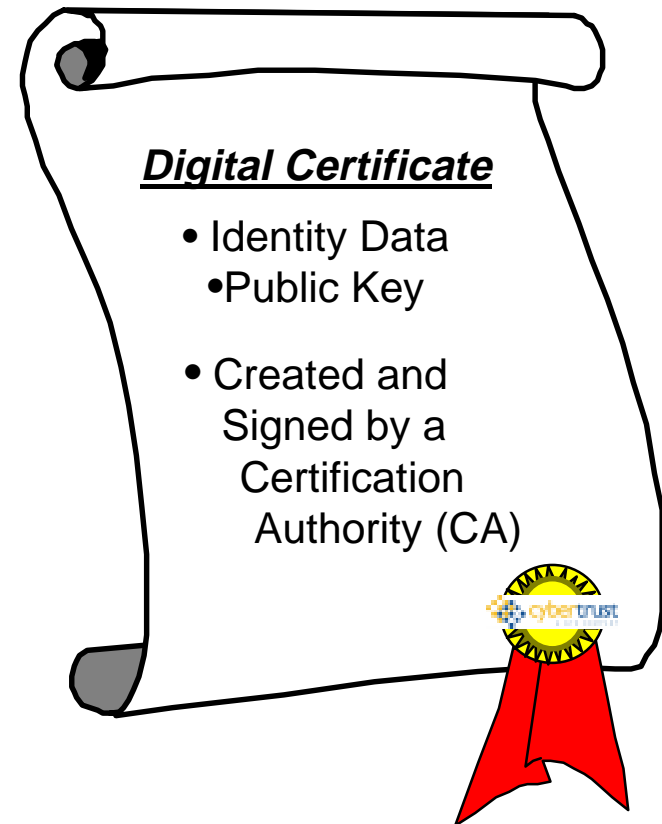 Digital Certificate
• Identity Data
•Public Key
• Created and
Signed by a
Certification
Authority (CA)
cybertrust